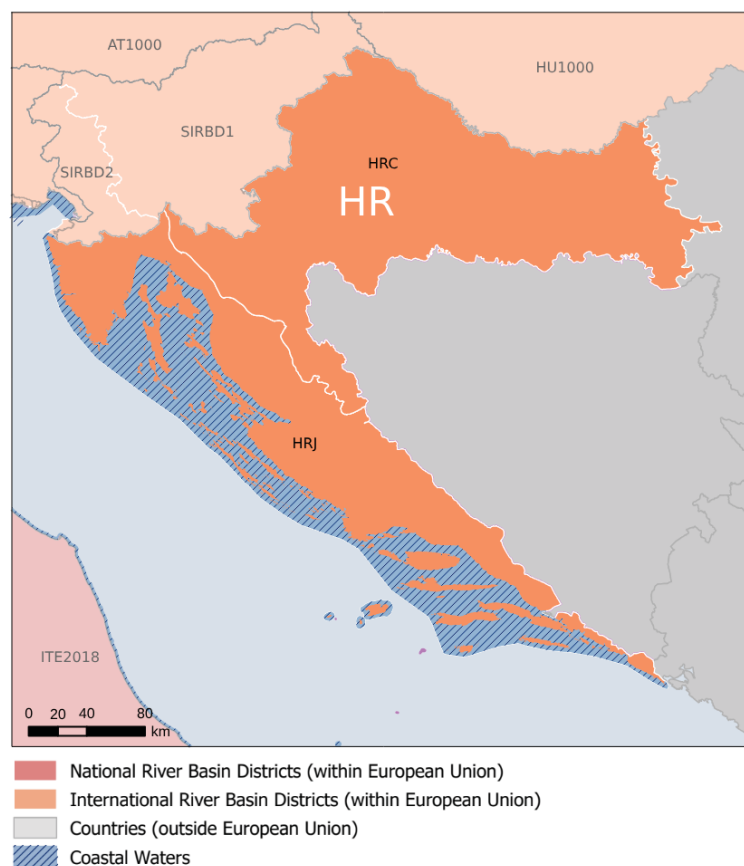 AT1000
HU1000
SIRBD1
HRC
SIRBD2
HR
HRJ
ITE2018
0 20 40 80
km
National River Basin Districts (within European Union)
International River Basin Districts (within European Union)
Countries (outside European Union)
Coastal Waters